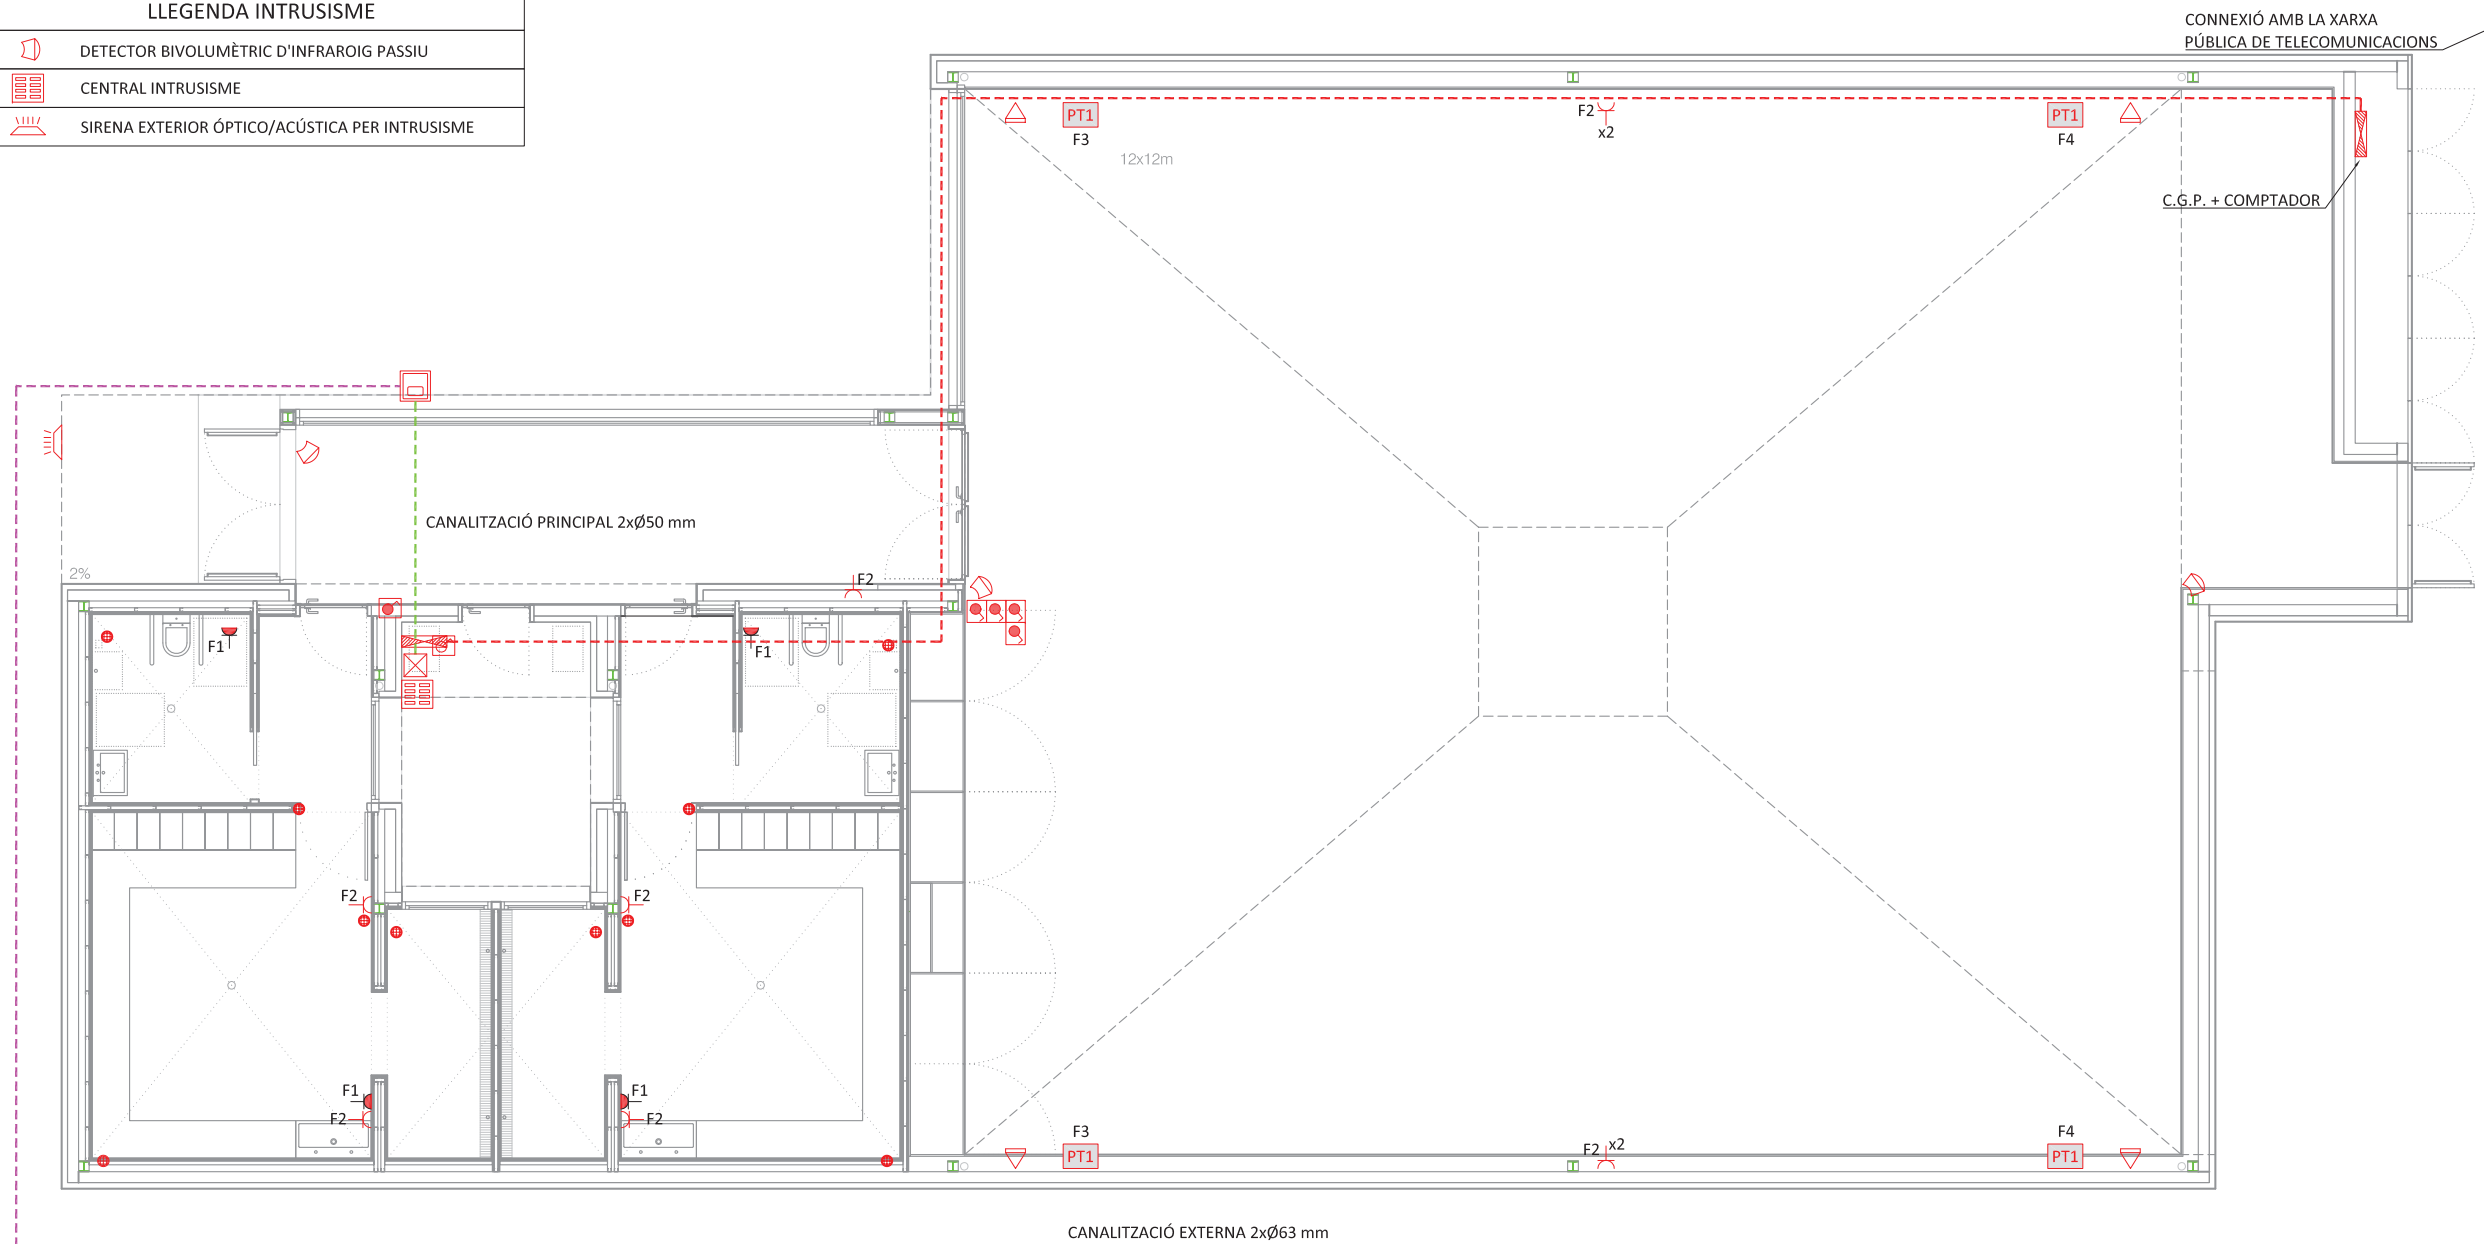 LLEGENDA INTRUSISME
DETECTOR BIVOLUMÈTRIC D'INFRAROIG PASSIU
CENTRAL INTRUSISME
SIRENA EXTERIOR ÓPTICO/ACÚSTICA PER INTRUSISME
CONNEXIÓ AMB LA XARXA
PÚBLICA DE TELECOMUNICACIONS
PT1
F3
F2
x2
PT1
F4
12x12m
C.G.P. + COMPTADOR
CANALITZACIÓ PRINCIPAL 2xØ50 mm
2%
F2
F1
F1
F2
F2
F1
F1
F2
F2
F3
PT1
F2
x2
F4
PT1
CANALITZACIÓ EXTERNA 2xØ63 mm